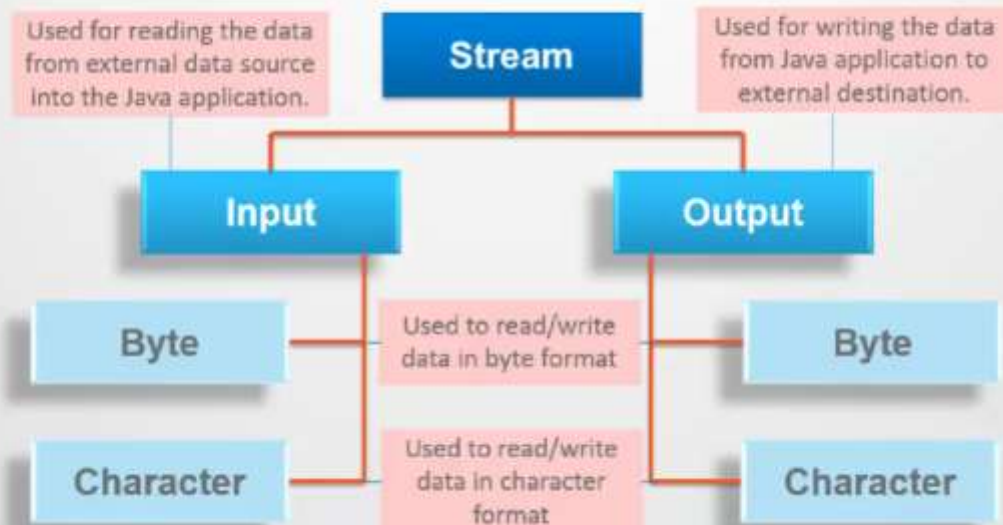 Used for reading the data
from external data source
into the Java application.
Stream
Used for writing the data
from Java application to
external destination.
Input
Output
Byte
Used to read/write
data in byte format
Byte
Character
Used to read/write
data in character
format
Character